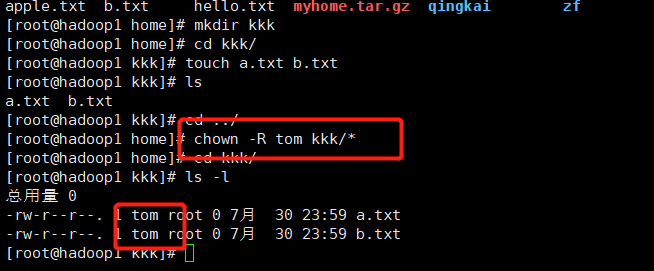 apple.txt  b.txt     hello.txt  myhome.tar.gz  qingkai     zf
[root@hadoop1 home]# mkdir kkk
[root@hadoop1 home]# cd kkk/
[root@hadoop1 kkk]# touch a.txt b.txt
[root@hadoop1 kkk]# ls
a.txt  b.txt
[root@hadoop1 kkk]# cd ../
[root@hadoop1 home]# chown -R tom kkk/*
[root@hadoop1 home]# cd kkk/
[root@hadoop1 kkk]# ls -l
总用量 0
-rw-r--r--. 1 tom root 0 7月  30 23:59 a.txt
-rw-r--r--. 1 tom root 0 7月  30 23:59 b.txt
[root@hadoop1 kkk]#